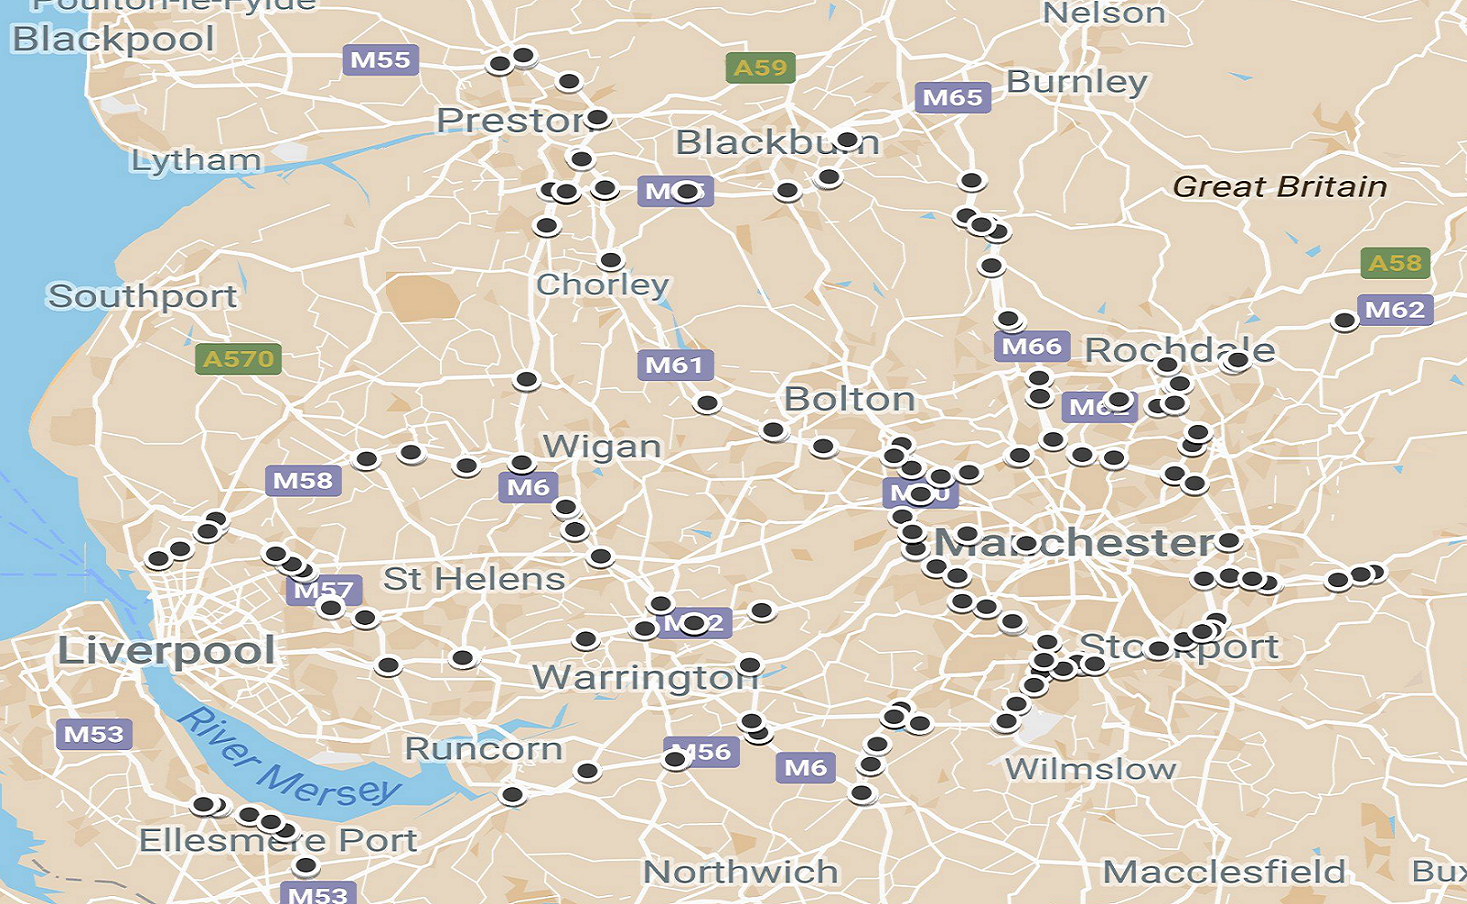 Poulton-le-Fylde
Nelson
Blackpool
M55
A59
Burnley
M65
Preston
Blackburn
Lytham
Great Britain
A58
Chorley
Southport
M62
A570
M61
M66
Rochdale
Bolton
M62
Wigan
M58
M6
Manchester
St Helens
M57
M62
Liverpool
Stockport
Warrington
M53
River Mersey
Runcorn
M56
M6
Wilmslow
Ellesmere Port
Northwich
Macclesfield
Bux
M53